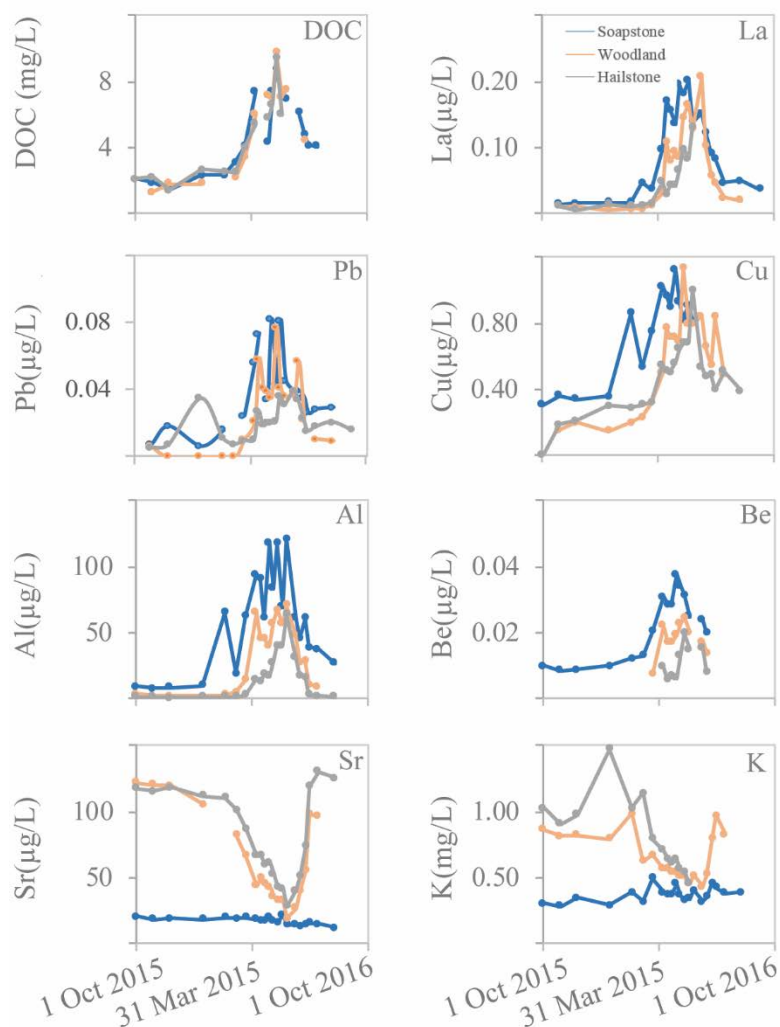 DOC
DOC (mg/L)
8
4
La
Soapstone
Woodland
Hailstone
La(µg/L)
0.20
0.10
Pb
Pb(µg/L)
0.08
0.04
Cu
Cu(µg/L)
0.80
0.40
Al
Al(µg/L)
100
50
Be
Be(µg/L)
0.04
0.02
Sr
Sr(µg/L)
100
50
K
K(mg/L)
1.00
0.50
1 Oct 2015
31 Mar 2015
1 Oct 2016
1 Oct 2015
31 Mar 2015
1 Oct 2016